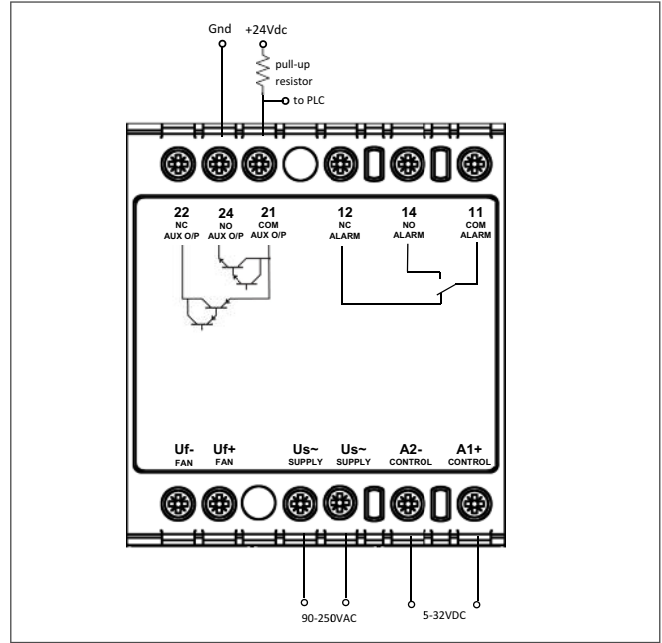 Gnd +24Vdc
pull-up
resistor
to PLC
22 24 21 12 14 11
NC NO COM NC NO COM
AUX O/P AUX O/P AUX O/P ALARM ALARM ALARM
Uf- Uf+ Us~ Us~ A2- A1+
FAN FAN SUPPLY SUPPLY CONTROL CONTROL
90-250VAC 5-32VDC